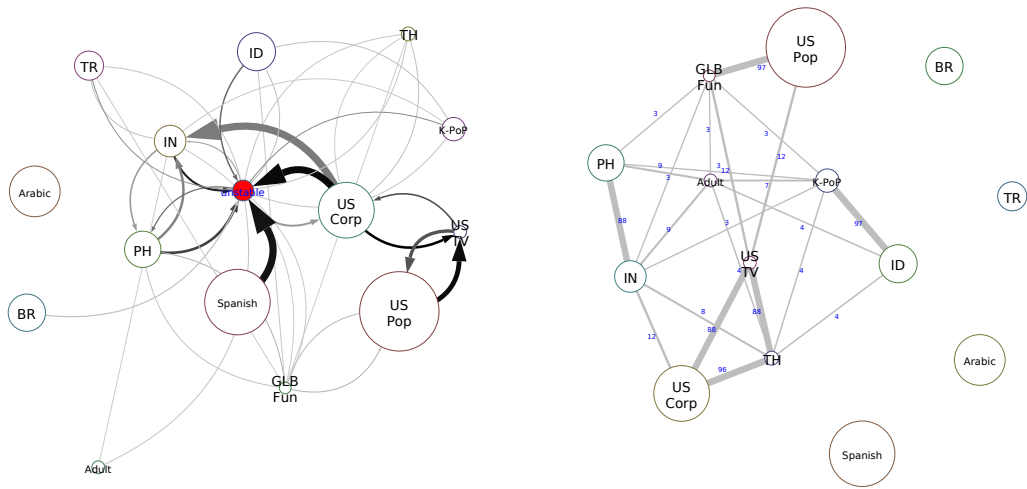 TR
ID
TH
K-PoP
IN
unstable
Arabic
US
Corp
US
TV
PH
Spanish
US
Pop
BR
GLB
Fun
Adult
US
Pop
GLB
Fun
97
BR
3
3
3
12
PH
9
3
12
Adult
7
K-PoP
3
TR
88
9
3
4
97
IN
US
TV
4
4
ID
8
88
4
12
88
TH
96
US
Corp
Arabic
Spanish